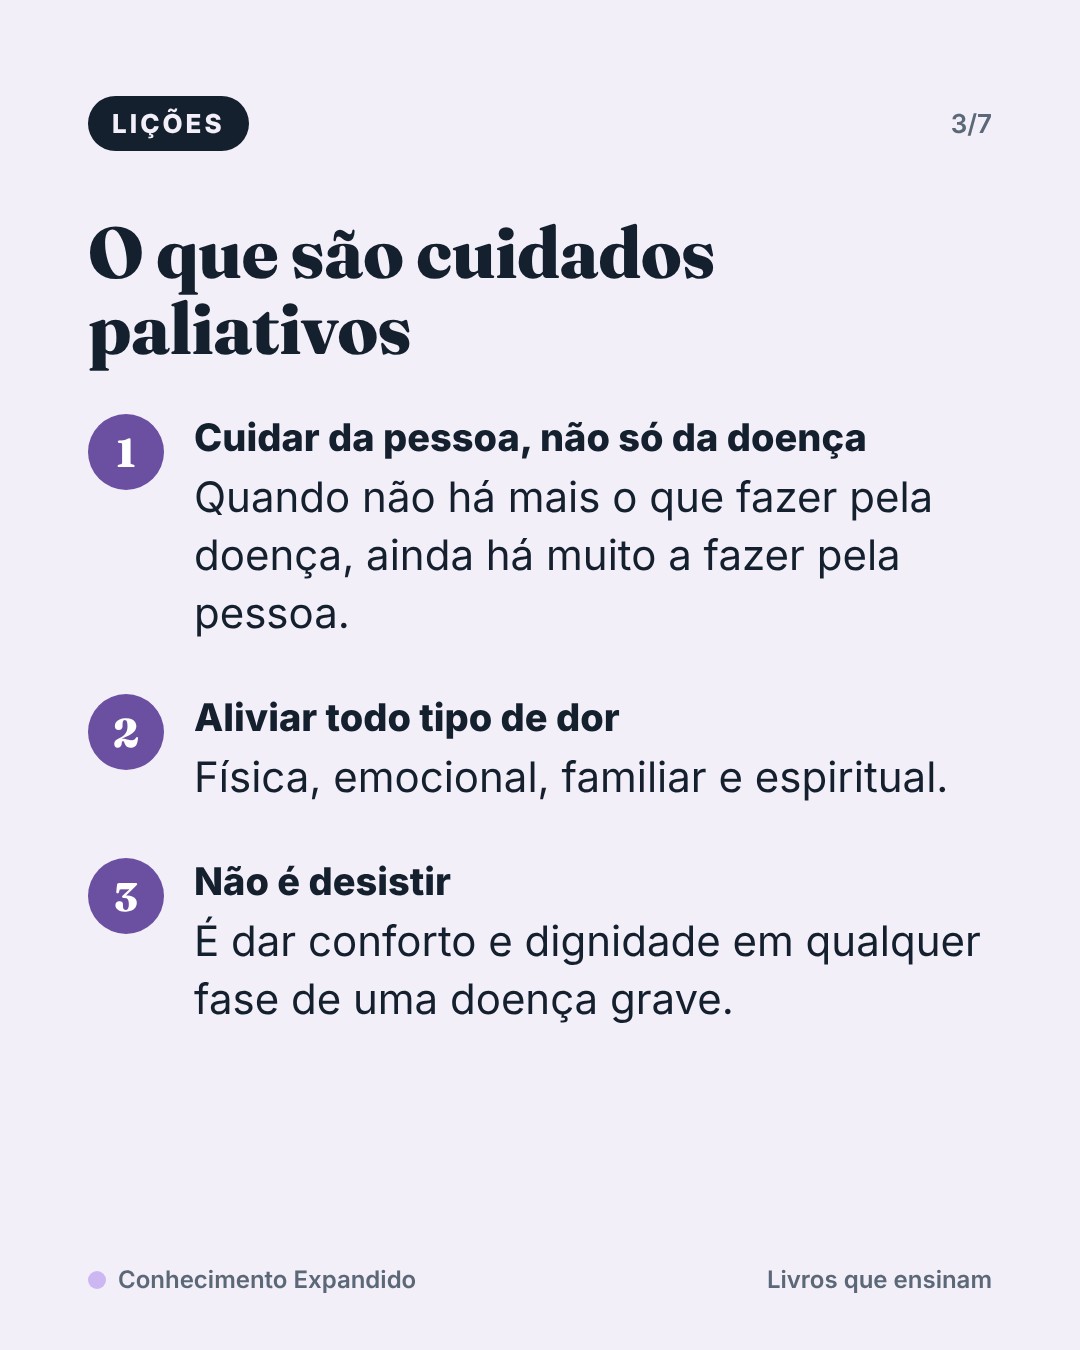 LIÇÕES
3/7
O que são cuidados
paliativos
1
Cuidar da pessoa, não só da doença
Quando não há mais o que fazer pela
doença, ainda há muito a fazer pela
pessoa.
2
Aliviar todo tipo de dor
Física, emocional, familiar e espiritual.
3
Não é desistir
É dar conforto e dignidade em qualquer
fase de uma doença grave.
Conhecimento Expandido
Livros que ensinam